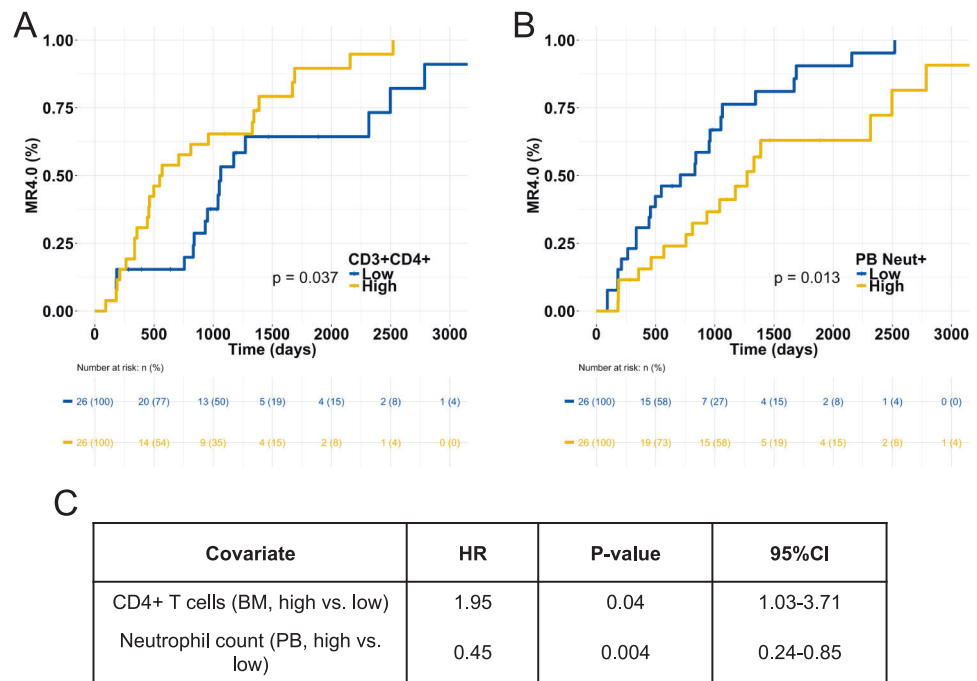 A
1.00
0.75
0.50
0.25
0.00
MR4.0 (%)
p = 0.037
CD3+CD4+
Low
High
0 500 1000 1500 2000 2500 3000
Time (days)
Number at risk: n (%)
26 (100) 20 (77) 13 (50) 5 (19) 4 (15) 2 (8) 1 (4)
26 (100) 14 (54) 9 (35) 4 (15) 2 (8) 1 (4) 0 (0)
B
1.00
0.75
0.50
0.25
0.00
MR4.0 (%)
p = 0.013
PB Neut+
Low
High
0 500 1000 1500 2000 2500 3000
Time (days)
Number at risk: n (%)
26 (100) 15 (58) 7 (27) 4 (15) 2 (8) 1 (4) 0 (0)
26 (100) 19 (73) 15 (58) 5 (19) 4 (15) 2 (8) 1 (4)
C
Covariate HR P-value 95%CI
CD4+ T cells (BM, high vs. low) 1.95 0.04 1.03-3.71
Neutrophil count (PB, high vs.
low) 0.45 0.004 0.24-0.85